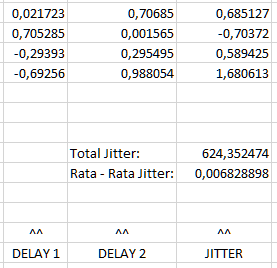 0,021723 0,70685 0,685127
0,705285 0,001565 -0,70372
-0,29393 0,295495 0,589425
-0,69256 0,988054 1,680613
Total Jitter: 624,352474
Rata - Rata Jitter: 0,006828898
^^ ^^ ^^
DELAY 1 DELAY 2 JITTER